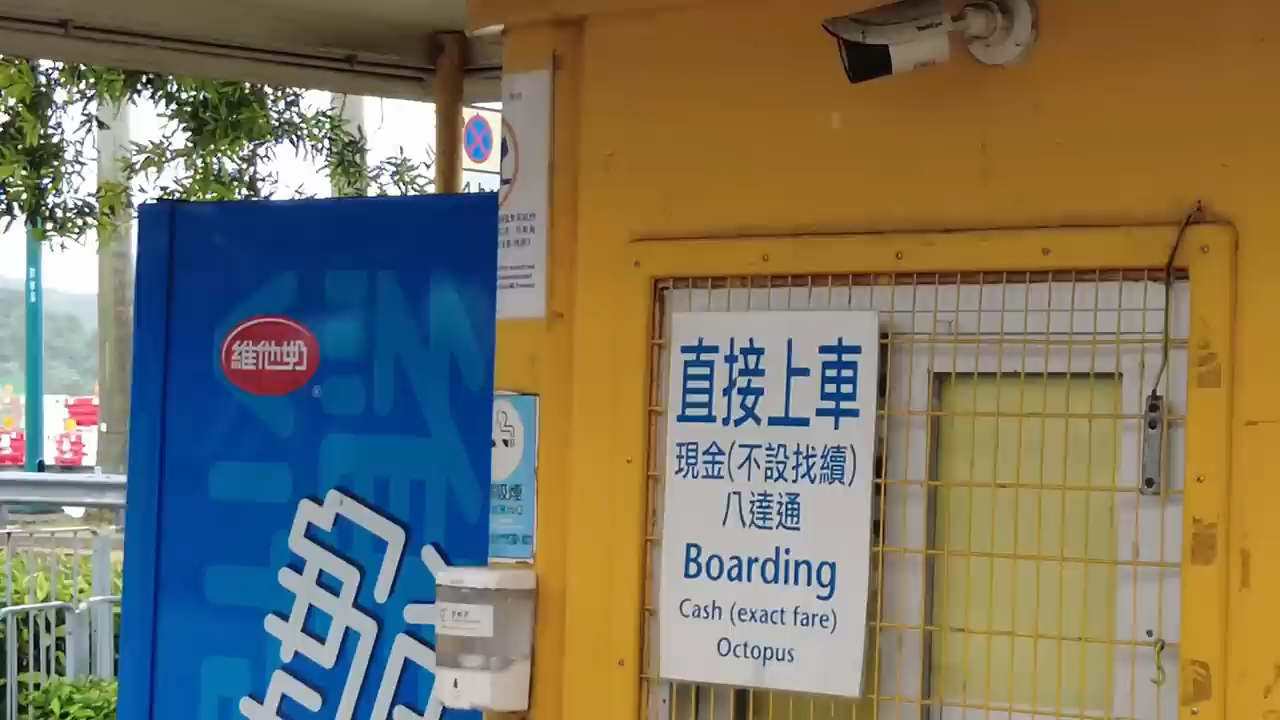 維他奶
直接上車
現金(不設找續)
八達通
Boarding
Cash (exact fare)
Octopus